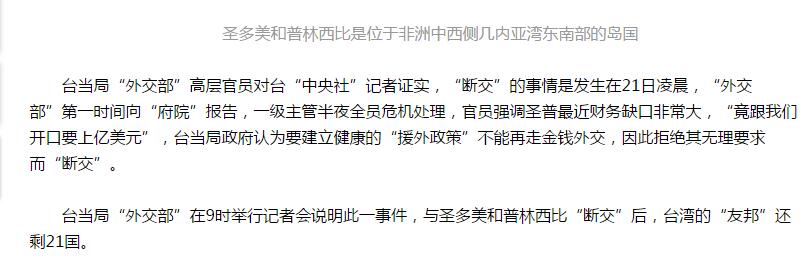 圣多美和普林西比是位于非洲中西侧几内亚湾东南部的岛国
台当局“外交部”高层官员对台“中央社”记者证实，“断交”的事情是发生在21日凌晨，“外交
部”第一时间向“府院”报告，一级主管半夜全员危机处理，官员强调圣普最近财务缺口非常大，“竟跟我们
开口要上亿美元”，台当局政府认为要建立健康的“援外政策”不能再走金钱外交，因此拒绝其无理要求
而“断交”。
台当局“外交部”在9时举行记者会说明此一事件，与圣多美和普林西比“断交”后，台湾的“友邦”还
剩21国。